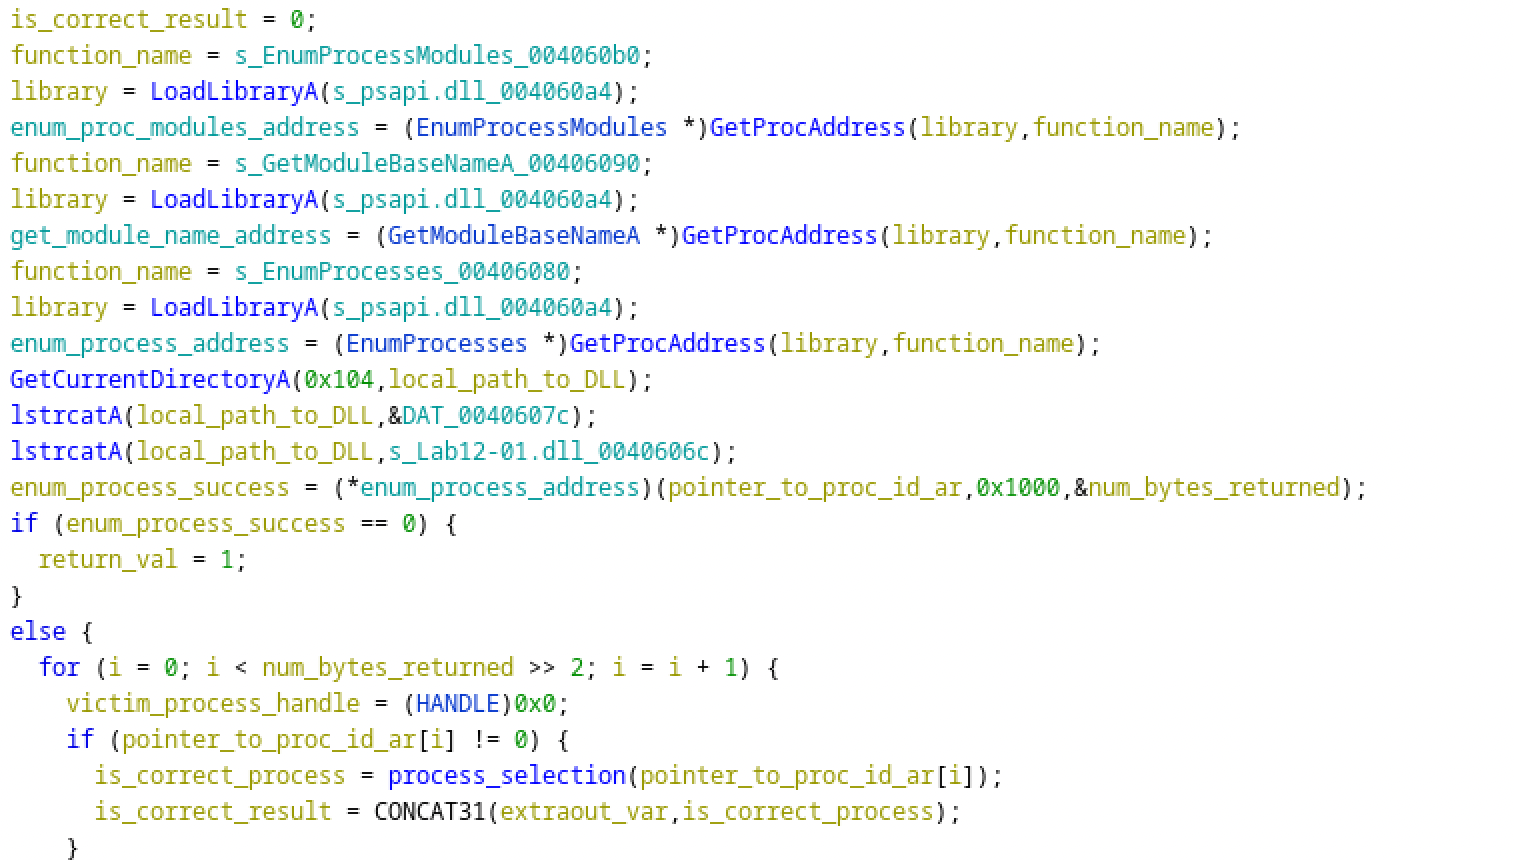 is_correct_result = 0;
function_name = s_EnumProcessModules_004060b0;
library = LoadLibraryA(s_psapi.dll_004060a4);
enum_proc_modules_address = (EnumProcessModules *)GetProcAddress(library,function_name);
function_name = s_GetModuleBaseNameA_00406090;
library = LoadLibraryA(s_psapi.dll_004060a4);
get_module_name_address = (GetModuleBaseNameA *)GetProcAddress(library,function_name);
function_name = s_EnumProcesses_00406080;
library = LoadLibraryA(s_psapi.dll_004060a4);
enum_process_address = (EnumProcesses *)GetProcAddress(library,function_name);
GetCurrentDirectoryA(0x104,local_path_to_DLL);
lstrcatA(local_path_to_DLL,&DAT_0040607c);
lstrcatA(local_path_to_DLL,s_Lab12-01.dll_0040606c);
enum_process_success = (*enum_process_address)(pointer_to_proc_id_ar,0x1000,&num_bytes_returned);
if (enum_process_success == 0) {
  return_val = 1;
}
else {
  for (i = 0; i < num_bytes_returned >> 2; i = i + 1) {
    victim_process_handle = (HANDLE)0x0;
    if (pointer_to_proc_id_ar[i] != 0) {
      is_correct_process = process_selection(pointer_to_proc_id_ar[i]);
      is_correct_result = CONCAT31(extraout_var,is_correct_process);
    }